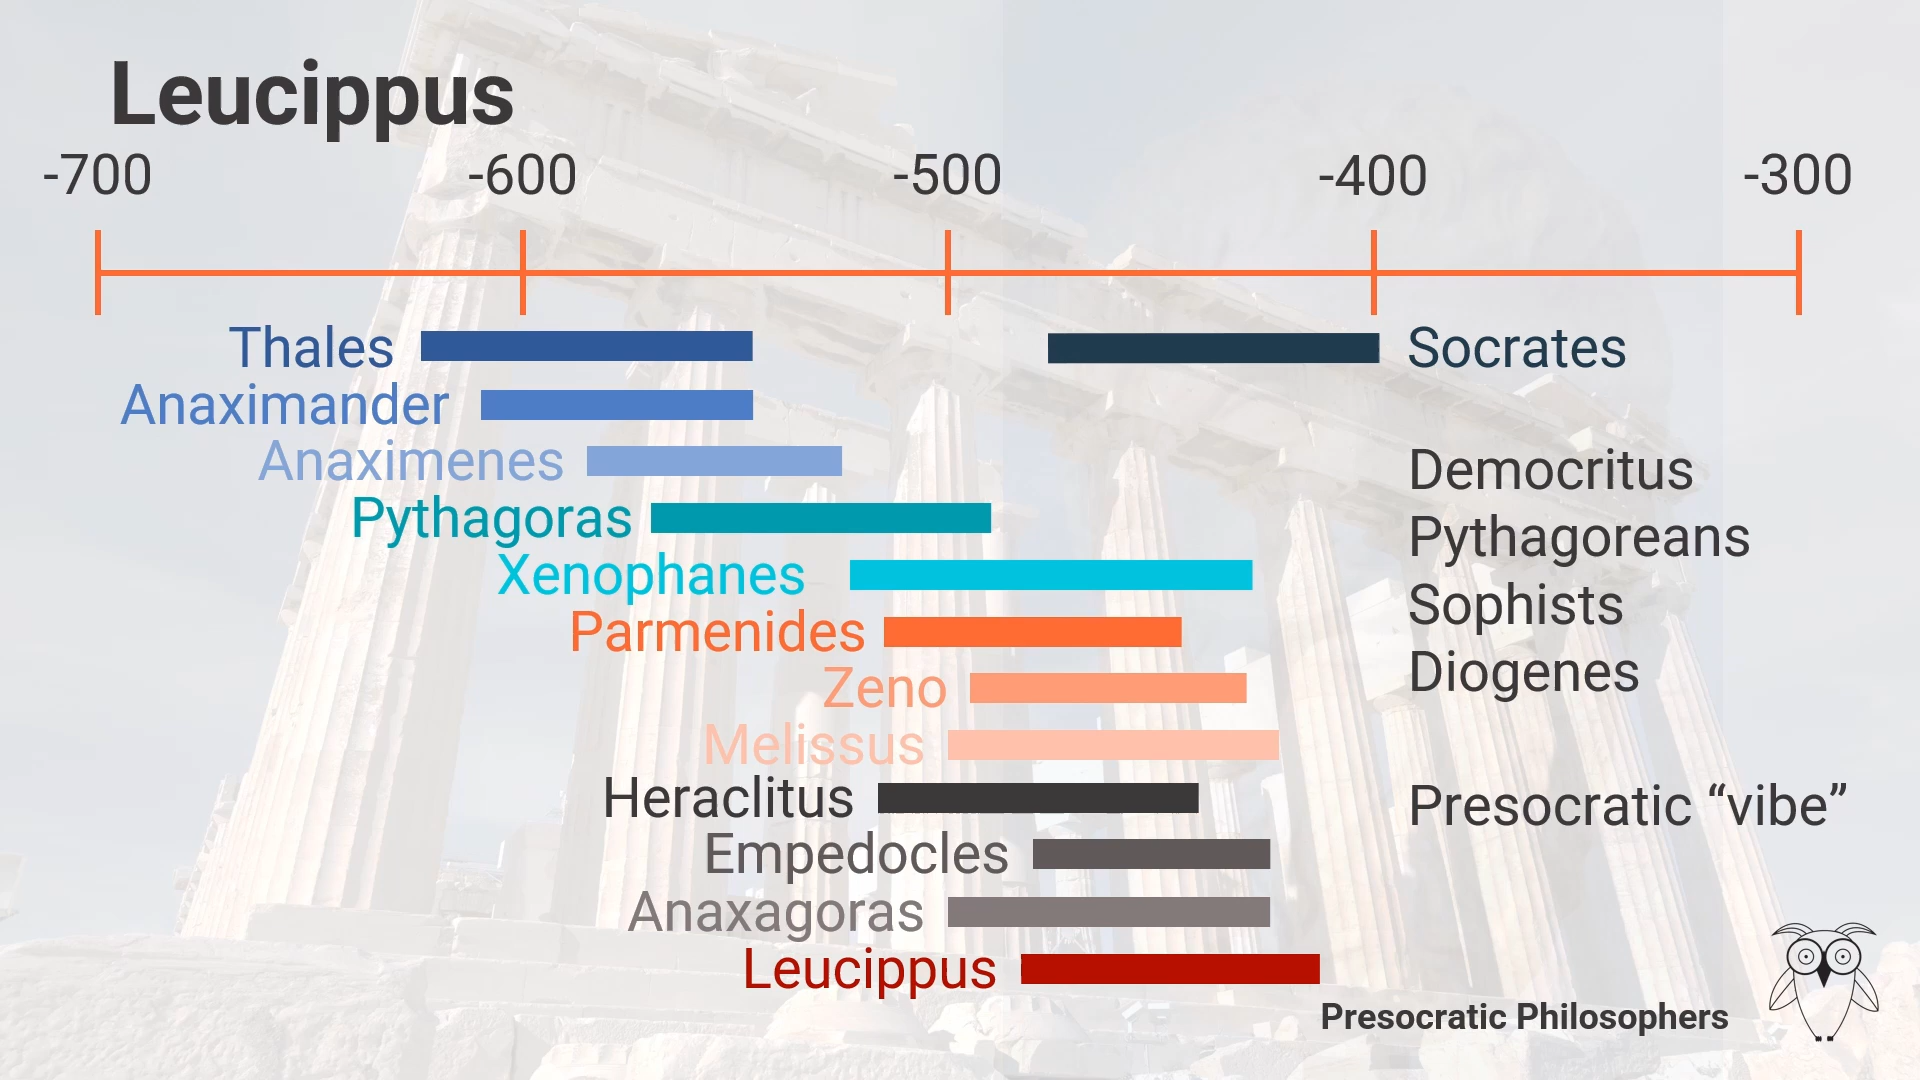 Leucippus
-700 -600 -500 -400 -300
Thales
Socrates
Anaximander
Anaximenes
Democritus
Pythagoras
Pythagoreans
Xenophanes
Sophists
Parmenides
Diogenes
Zeno
Melissus
Heraclitus
Presocratic “vibe”
Empedocles
Anaxagoras
Leucippus
Presocratic Philosophers